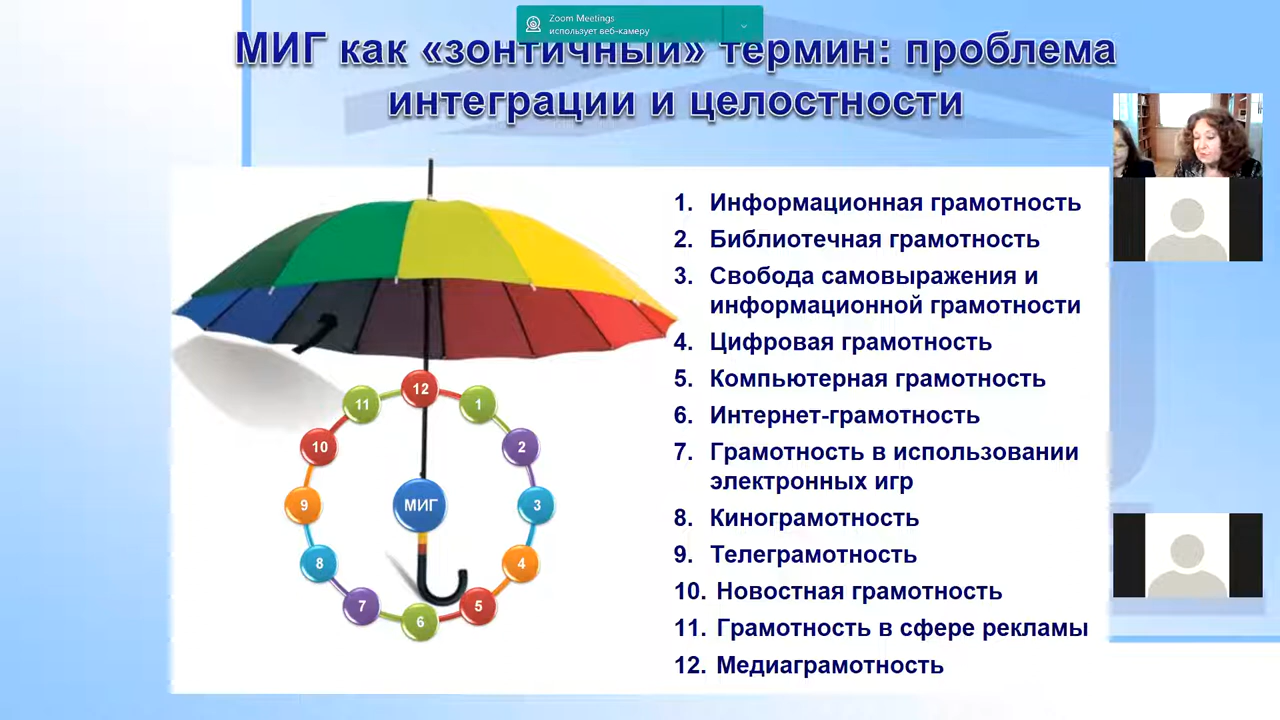 Zoom Meetings
использует веб-камеру
МИГ как «зонтичный» термин: проблема
интеграции и целостности
1. Информационная грамотность
2. Библиотечная грамотность
3. Свобода самовыражения и
информационной грамотности
4. Цифровая грамотность
5. Компьютерная грамотность
6. Интернет-грамотность
7. Грамотность в использовании
электронных игр
8. Кинограмотность
9. Телеграмотность
10. Новостная грамотность
11. Грамотность в сфере рекламы
12. Медиаграмотность
12
11
1
10
2
9
МИГ
3
8
4
7
5
6